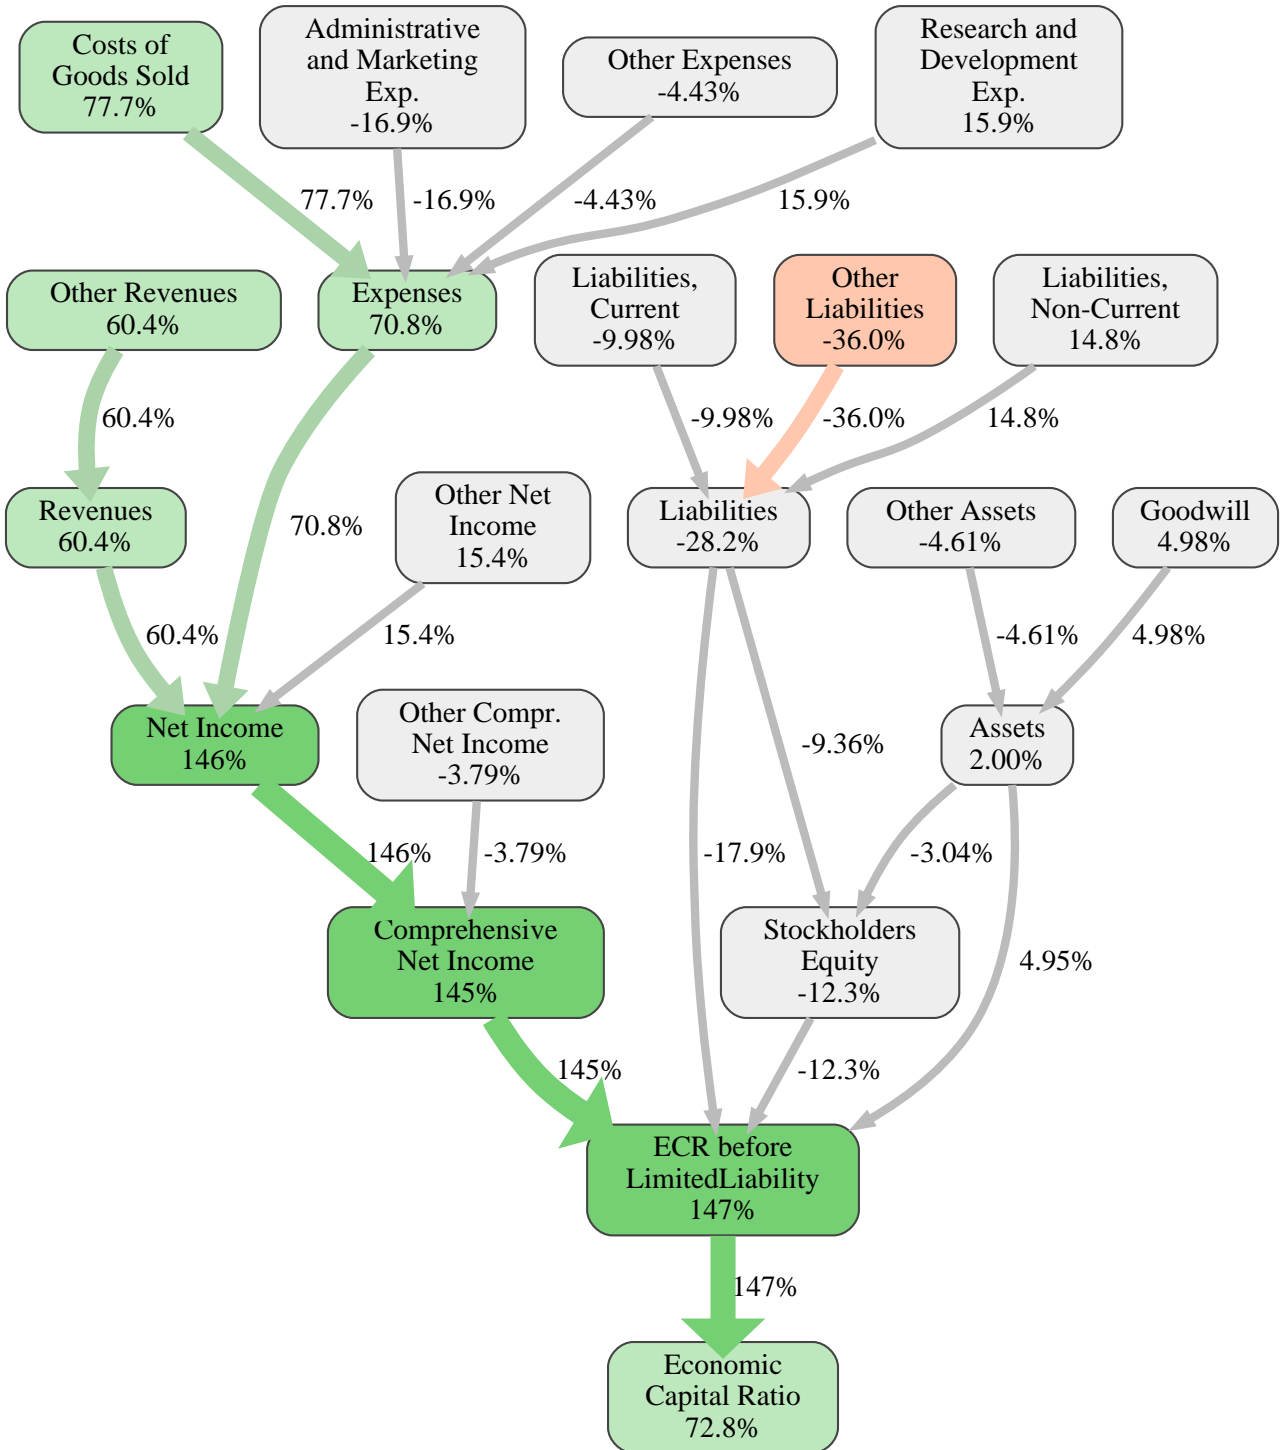 Costs of
Goods Sold
77.7%
Administrative
and Marketing
Exp.
-16.9%
Other Expenses
-4.43%
Research and
Development
Exp.
15.9%
77.7%
-16.9%
-4.43%
15.9%
Other Revenues
60.4%
Expenses
70.8%
Liabilities,
Current
-9.98%
Other
Liabilities
-36.0%
Liabilities,
Non-Current
14.8%
60.4%
-9.98%
-36.0%
14.8%
Revenues
60.4%
70.8%
Other Net
Income
15.4%
Liabilities
-28.2%
Other Assets
-4.61%
Goodwill
4.98%
60.4%
15.4%
-4.61%
4.98%
Net Income
146%
Other Compr.
Net Income
-3.79%
-9.36%
Assets
2.00%
146%
-3.79%
-17.9%
-3.04%
Comprehensive
Net Income
145%
Stockholders
Equity
-12.3%
4.95%
145%
-12.3%
ECR before
LimitedLiability
147%
147%
Economic
Capital Ratio
72.8%